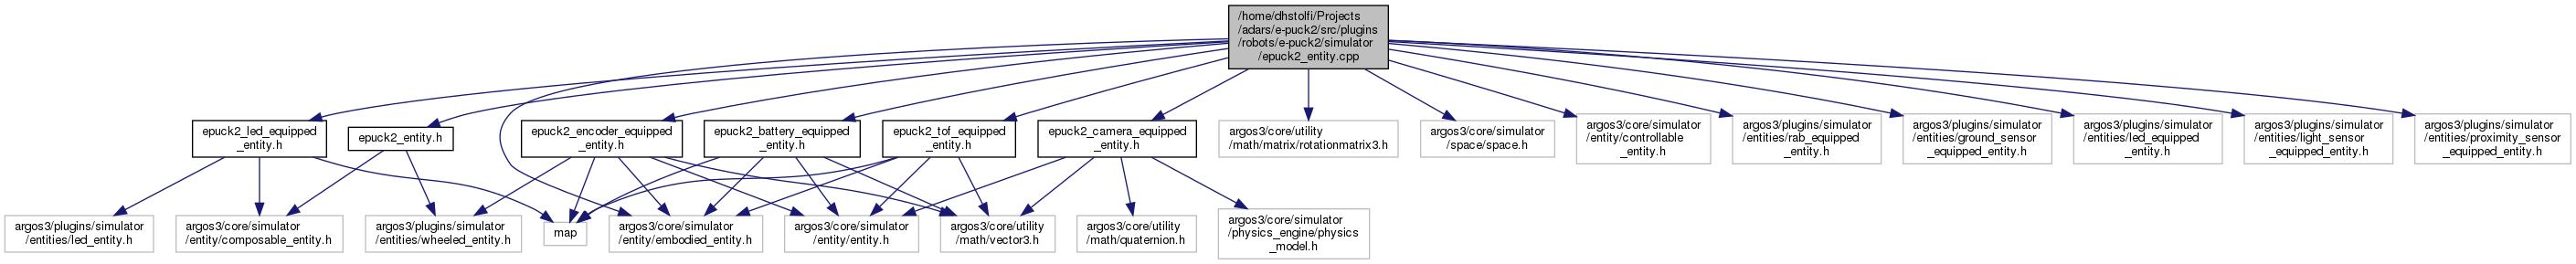 /home/dhstolfi/Projects
/adars/e-puck2/src/plugins
/robots/e-puck2/simulator
/epuck2_entity.cpp
epuck2_led_equipped
_entity.h
epuck2_entity.h
epuck2_encoder_equipped
_entity.h
epuck2_battery_equipped
_entity.h
epuck2_tof_equipped
_entity.h
epuck2_camera_equipped
_entity.h
argos3/core/utility
/math/matrix/rotationmatrix3.h
argos3/core/simulator
/space/space.h
argos3/core/simulator
/entity/controllable
_entity.h
argos3/plugins/simulator
/entities/rab_equipped
_entity.h
argos3/plugins/simulator
/entities/ground_sensor
_equipped_entity.h
argos3/plugins/simulator
/entities/led_equipped
_entity.h
argos3/plugins/simulator
/entities/light_sensor
_equipped_entity.h
argos3/plugins/simulator
/entities/proximity_sensor
_equipped_entity.h
argos3/plugins/simulator
/entities/led_entity.h
argos3/core/simulator
/entity/composable_entity.h
argos3/plugins/simulator
/entities/wheeled_entity.h
map
argos3/core/simulator
/entity/embodied_entity.h
argos3/core/simulator
/entity/entity.h
argos3/core/utility
/math/vector3.h
argos3/core/utility
/math/quaternion.h
argos3/core/simulator
/physics_engine/physics
_model.h